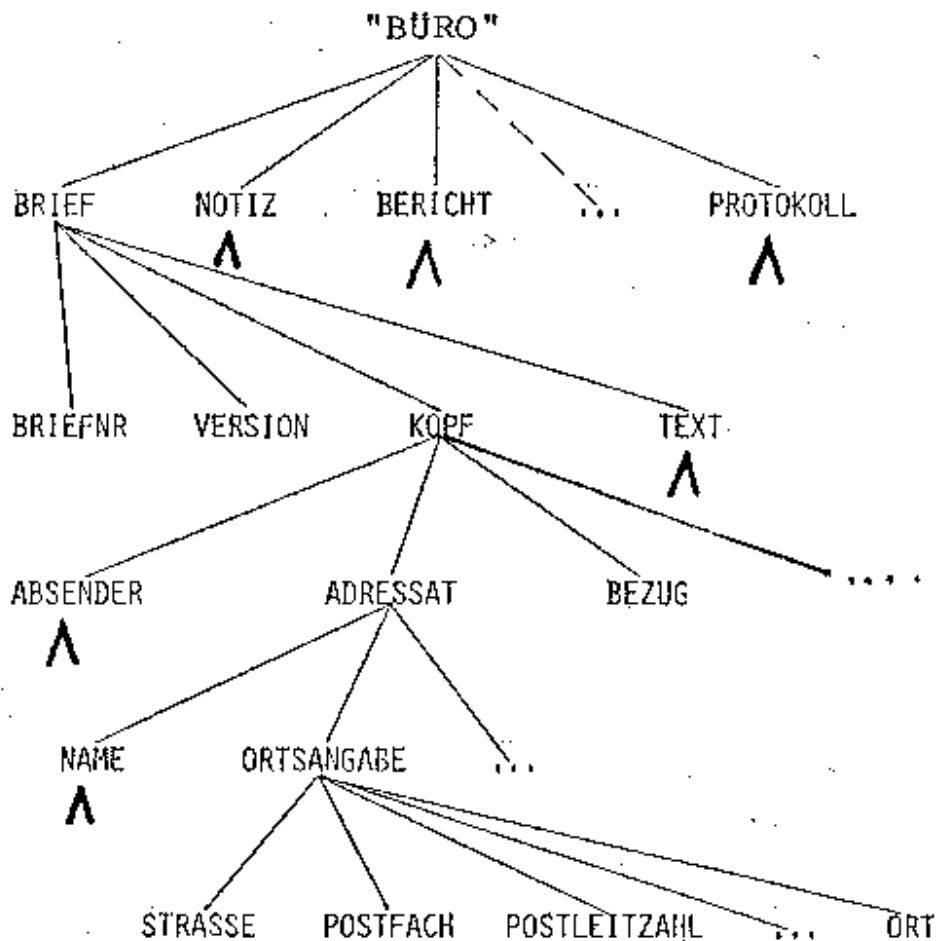 "BÜRO"
BRIEF NOTIZ BERICHT ... PROTOKOLL
BRIEFNR VERSION KOPF TEXT
ABSENDER ADRESSAT BEZUG ....
NAME ORTSANGABE ...
STRASSE POSTFACH POSTLEITZAHL ... ORT